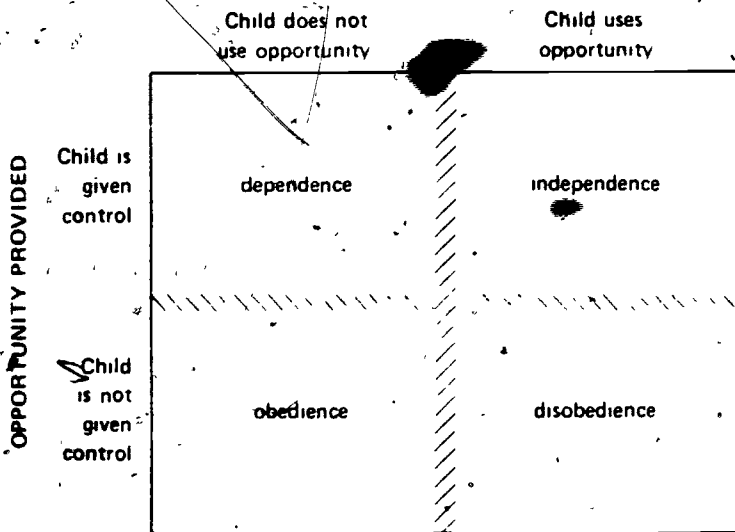 Child does not
use opportunity
Child uses
opportunity
OPPORTUNITY PROVIDED
Child is
given
control
dependence
independence
Child
is not
given
control
obedience
disobedience